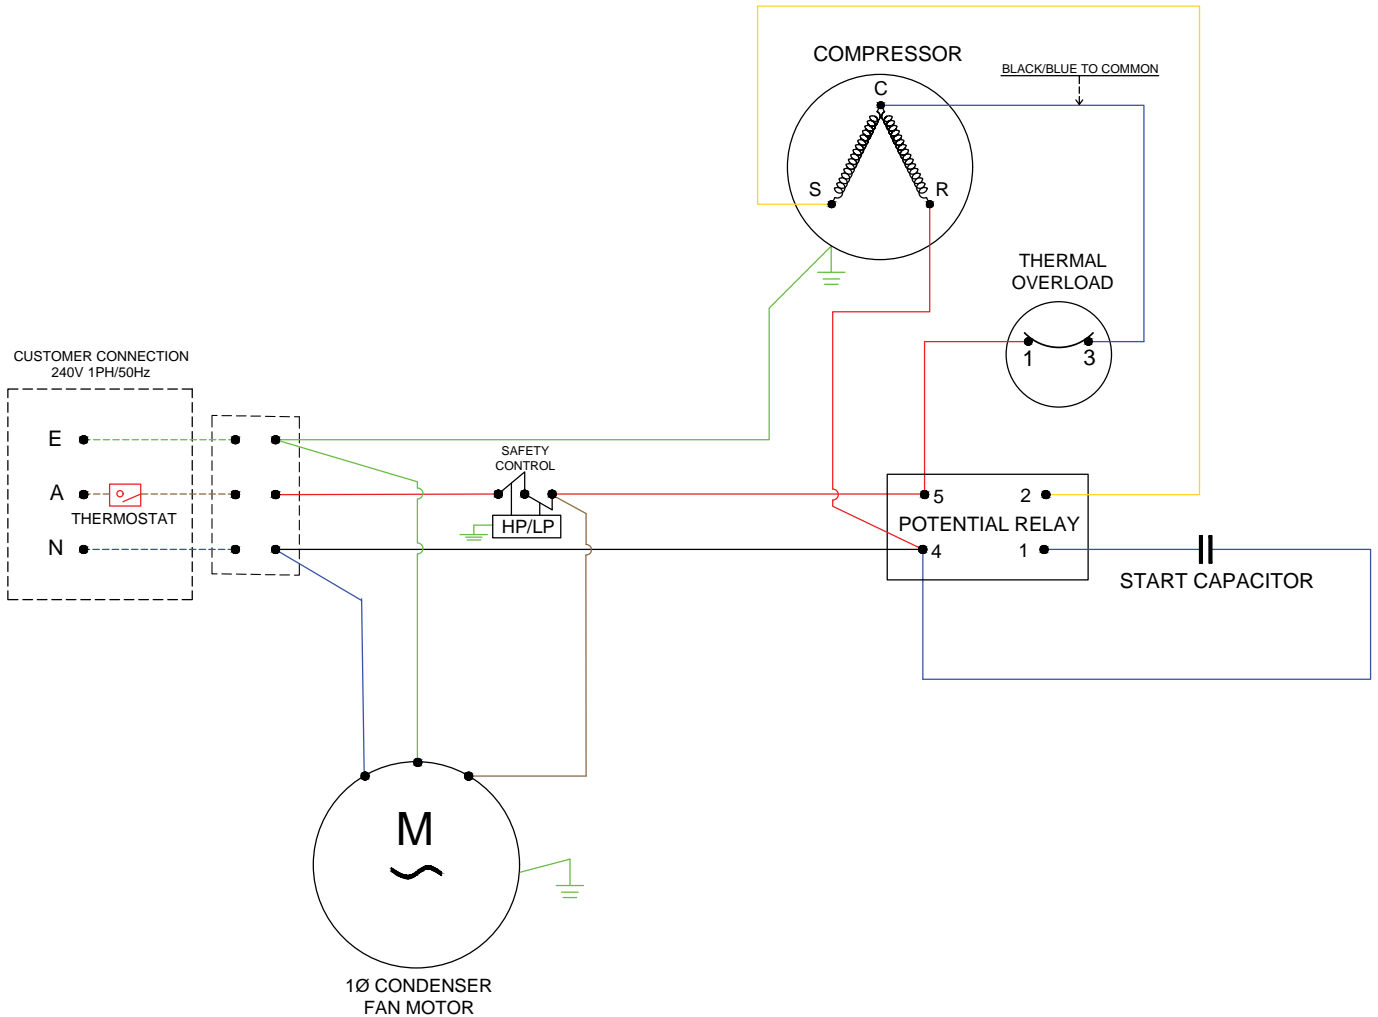 COMPRESSOR
BLACK/BLUE TO COMMON
C
S
R
THERMAL
OVERLOAD
1
3
CUSTOMER CONNECTION
240V 1PH/50Hz
E
A
THERMOSTAT
N
SAFETY
CONTROL
HP/LP
5
2
POTENTIAL RELAY
4
1
START CAPACITOR
M
1Ø CONDENSER
FAN MOTOR